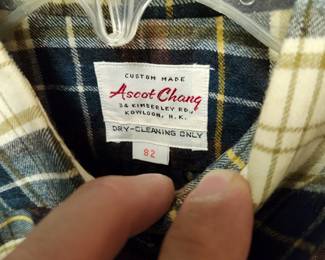 CUSTOM MADE
Ascot Chang
34 KIMBERLEY RD.,
KOWLOON, H.K.
DRY-CLEANING ONLY
82